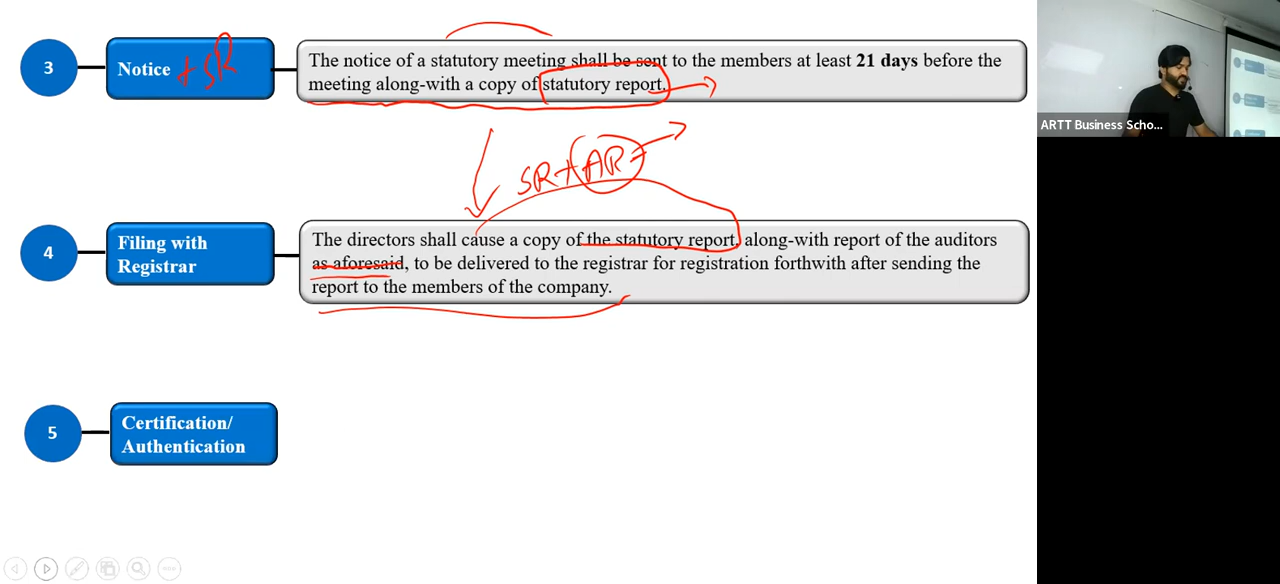 3
Notice + SR
The notice of a statutory meeting shall be sent to the members at least 21 days before the
meeting along-with a copy of statutory report.
SR + AR
4
Filing with
Registrar
The directors shall cause a copy of the statutory report, along-with report of the auditors
as aforesaid, to be delivered to the registrar for registration forthwith after sending the
report to the members of the company.
5
Certification/
Authentication
ARTT Business Scho...